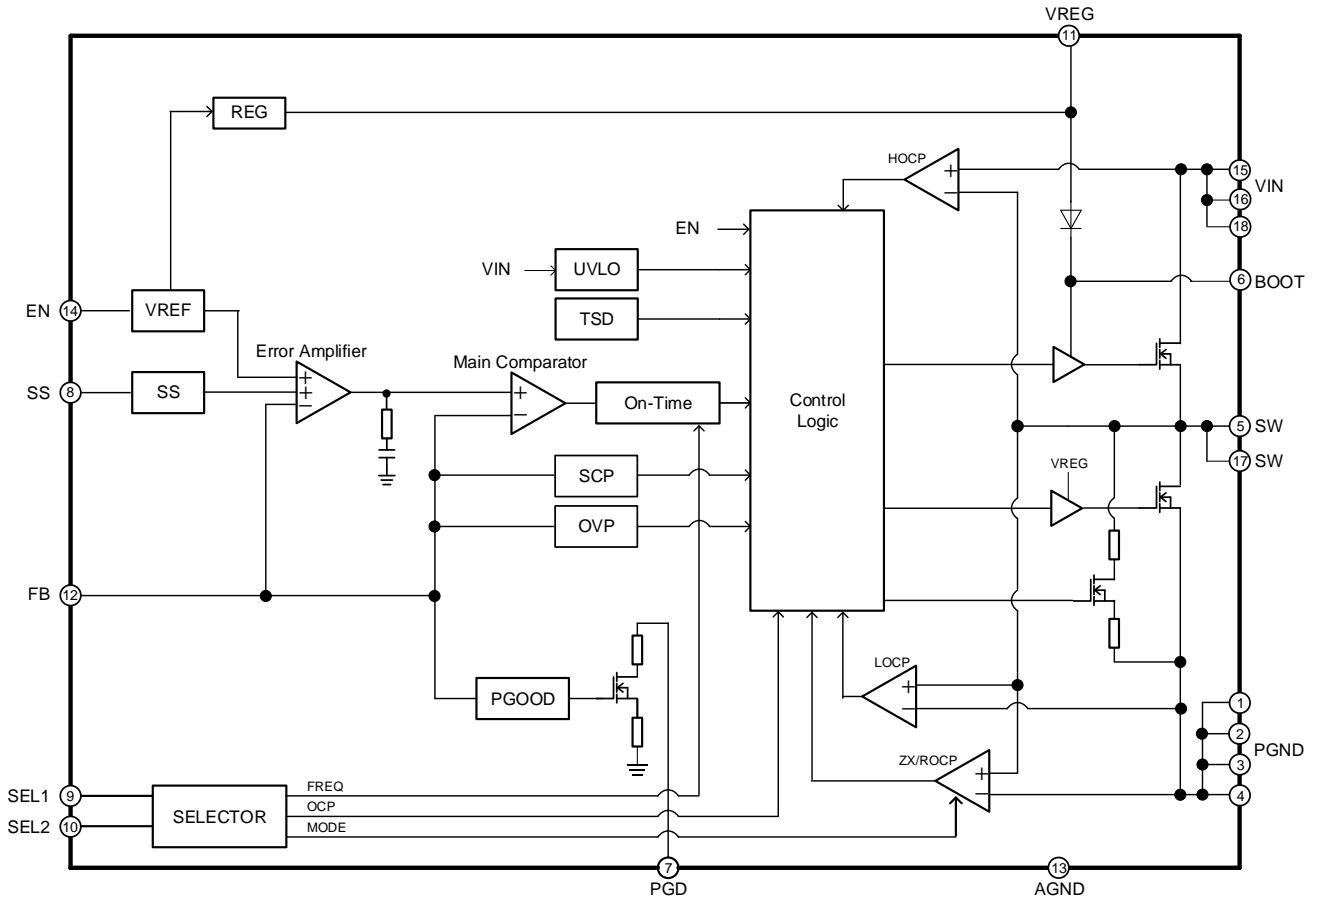 VREG
11
REG
HOCP
+
−
15
VIN
16
18
EN
VIN
UVLO
6
BOOT
EN
14
VREF
TSD
Error Amplifier
Main Comparator
SS
8
SS
+
+
−
+
−
On-Time
Control
Logic
5
SW
17
SW
VREG
SCP
OVP
FB
12
LOCP
+
−
PGOOD
1
2
PGND
3
4
ZX/ROCP
+
−
SEL1
9
SEL2
10
SELECTOR
FREQ
OCP
MODE
7
PGD
13
AGND